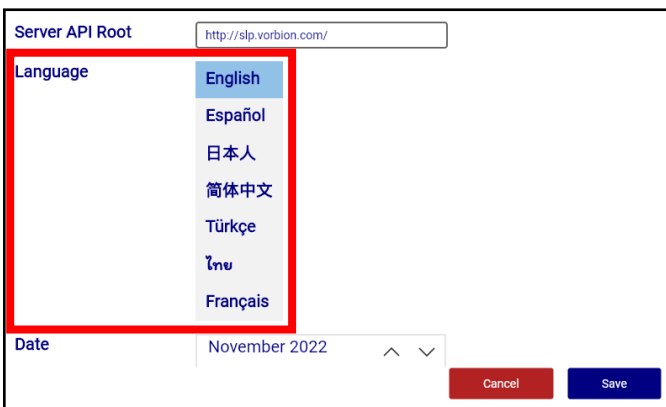 Server API Root http://slp.vorbion.com/
Language
English
Español
日本人
简体中文
Türkçe
ไทย
Français
Date November 2022
Cancel Save